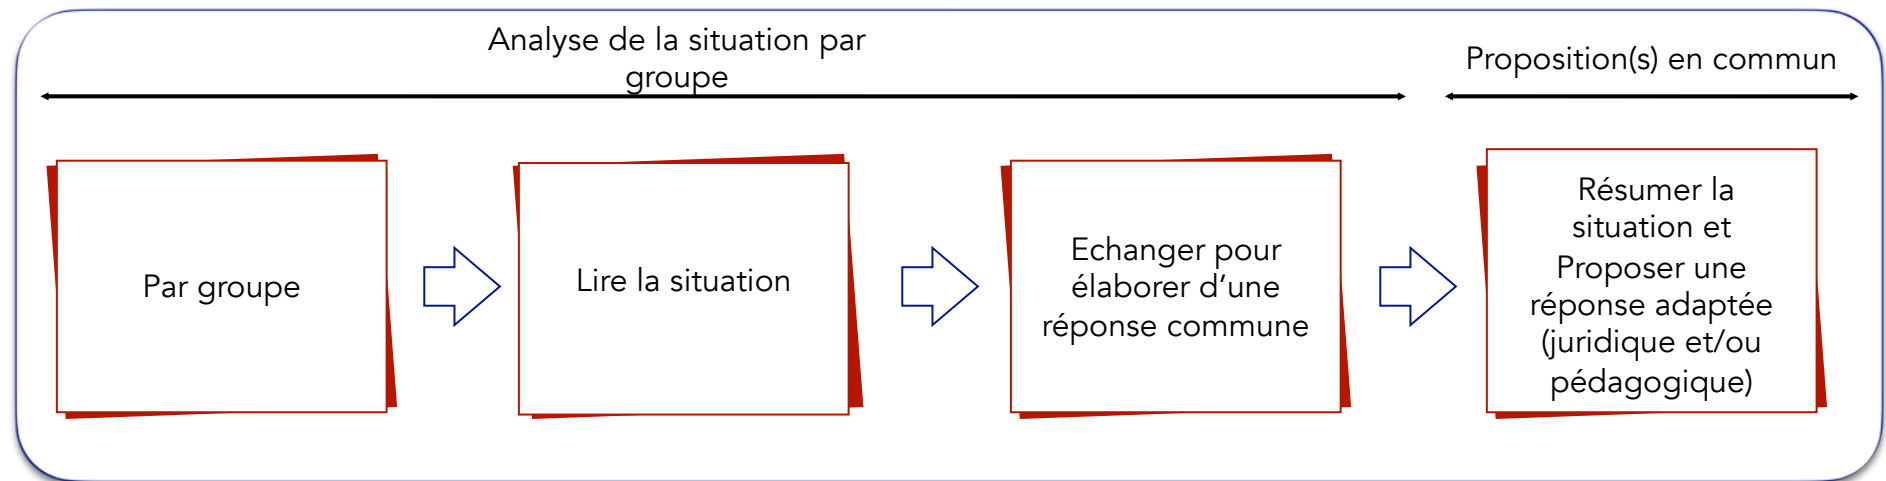 Analyse de la situation par
groupe
Proposition(s) en commun
Par groupe
Lire la situation
Echanger pour
élaborer d’une
réponse commune
Résumer la
situation et
Proposer une
réponse adaptée
(juridique et/ou
pédagogique)